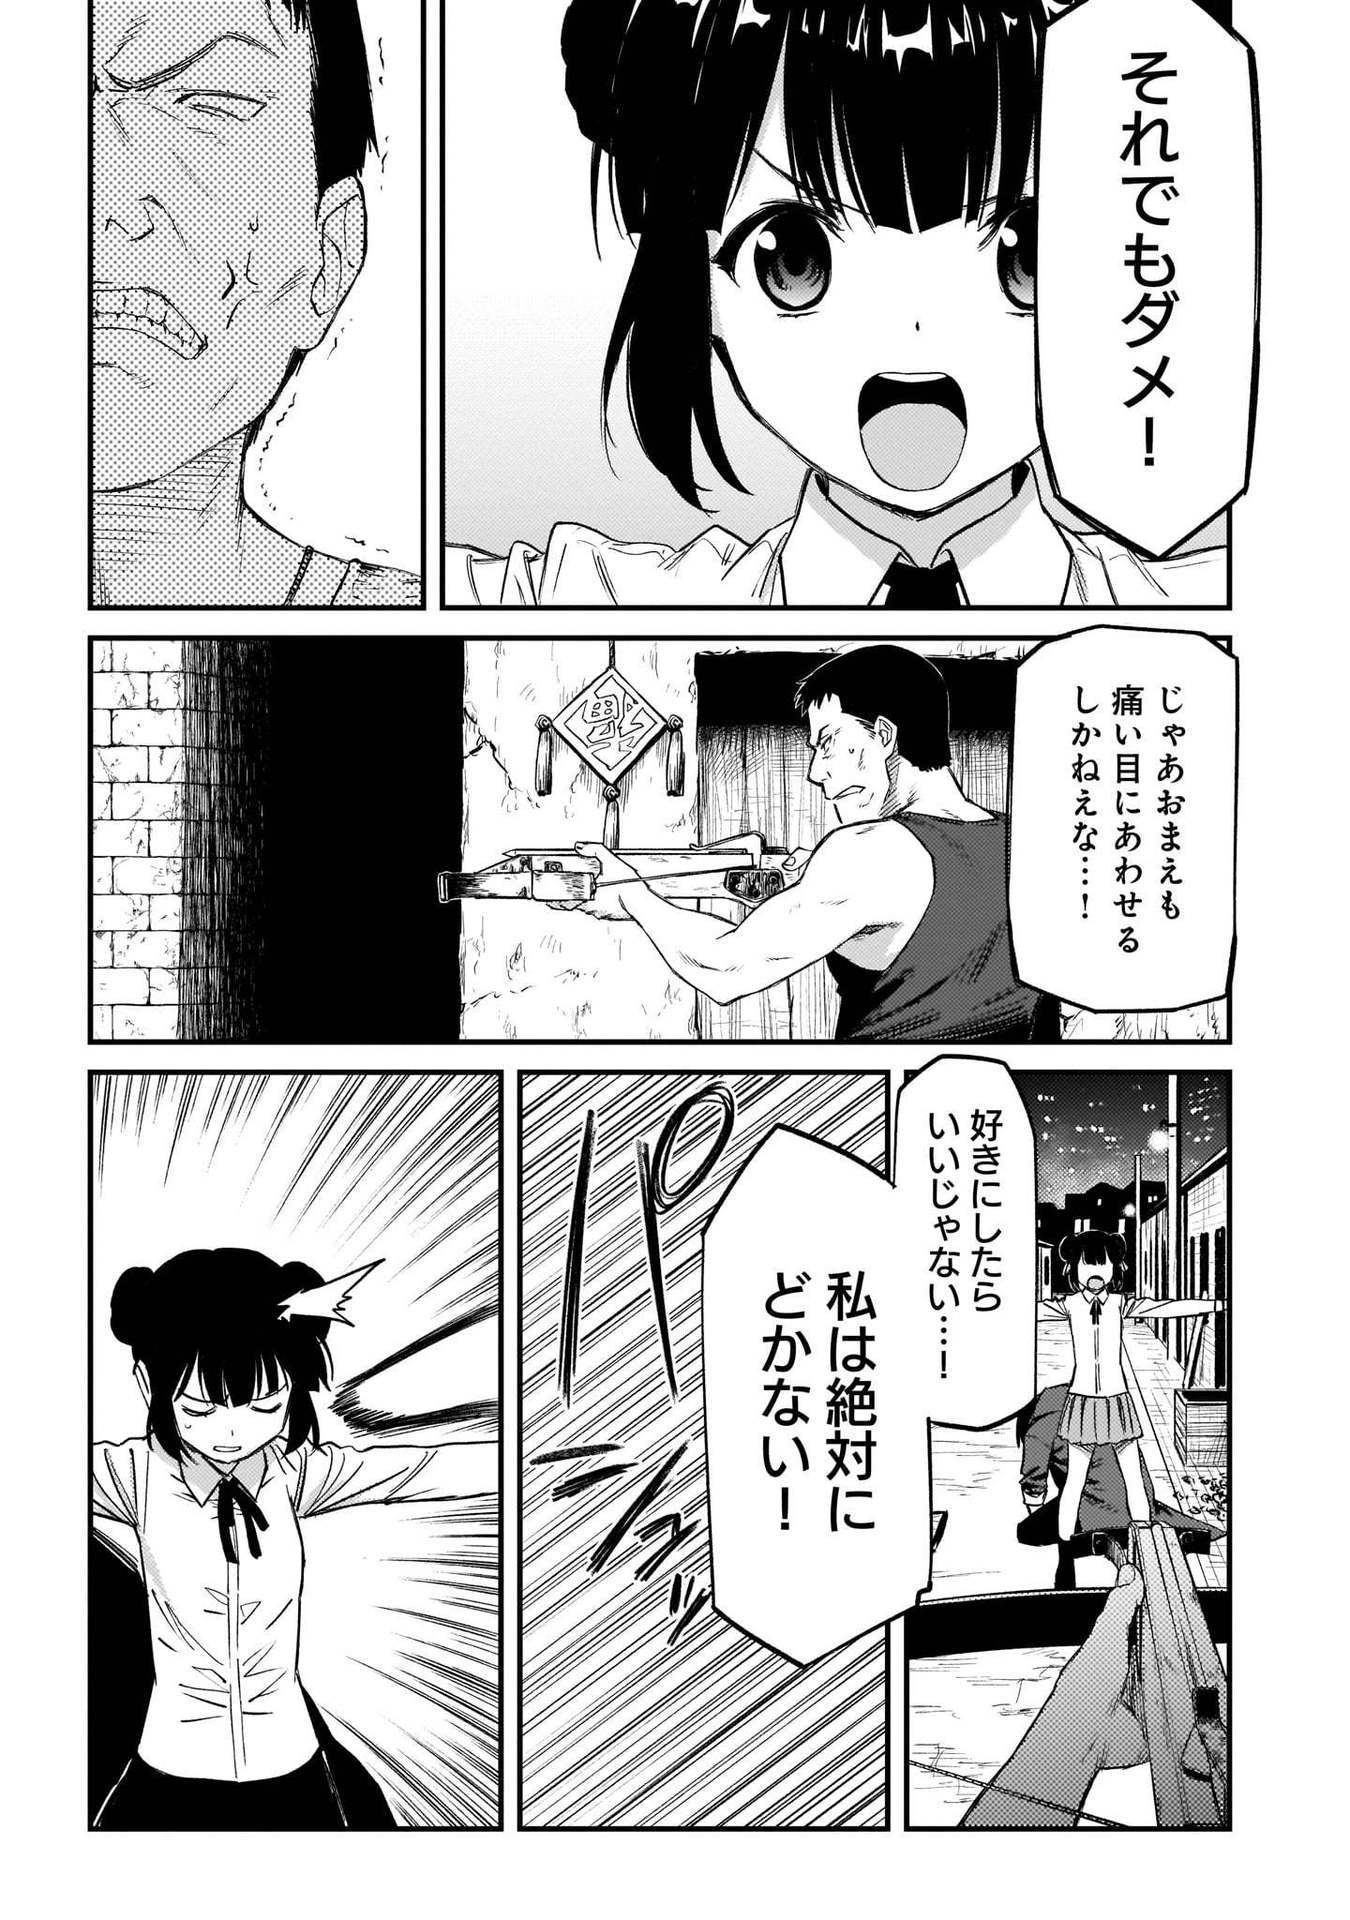 それでもダメ！
じゃあおまえも
痛い目にあわせる
しかねえな…！
福
好きにしたら
いいじゃない…！
私は絶対に
どかない！
パシッ